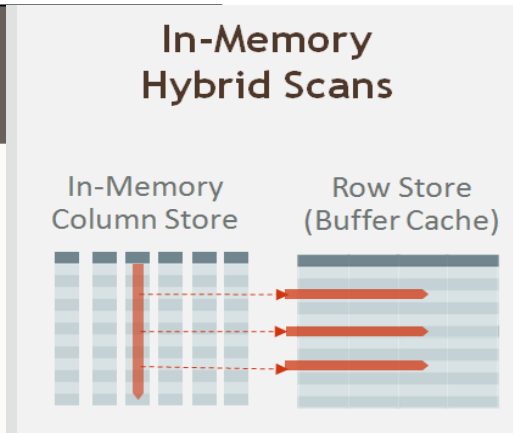 In-Memory
Hybrid Scans
In-Memory
Column Store
Row Store
(Buffer Cache)